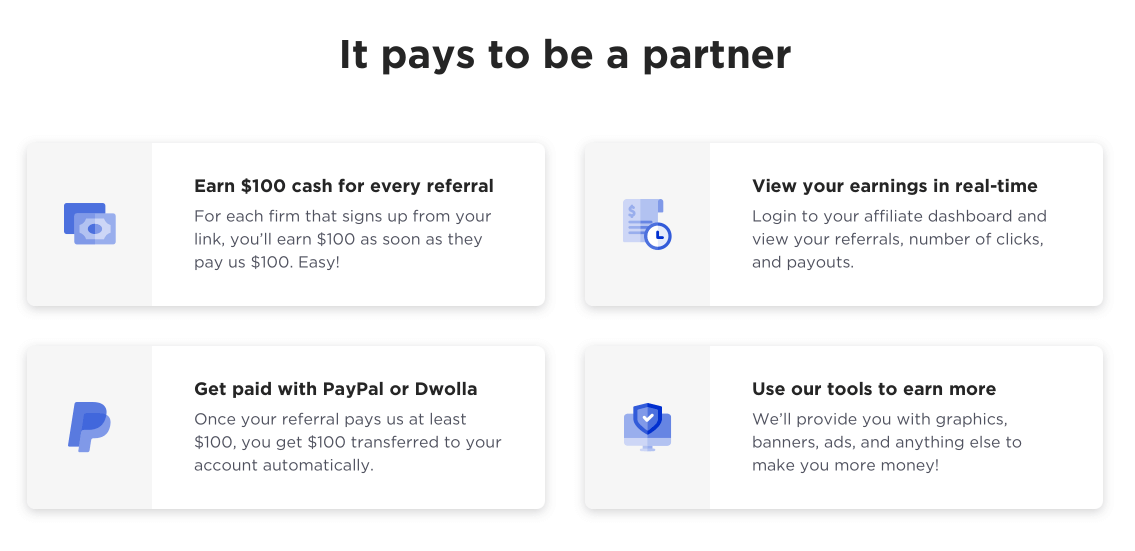 It pays to be a partner
Earn $100 cash for every referral
For each firm that signs up from your
link, you’ll earn $100 as soon as they
pay us $100. Easy!
View your earnings in real-time
Login to your affiliate dashboard and
view your referrals, number of clicks,
and payouts.
Get paid with PayPal or Dwolla
Once your referral pays us at least
$100, you get $100 transferred to your
account automatically.
Use our tools to earn more
We’ll provide you with graphics,
banners, ads, and anything else to
make you more money!